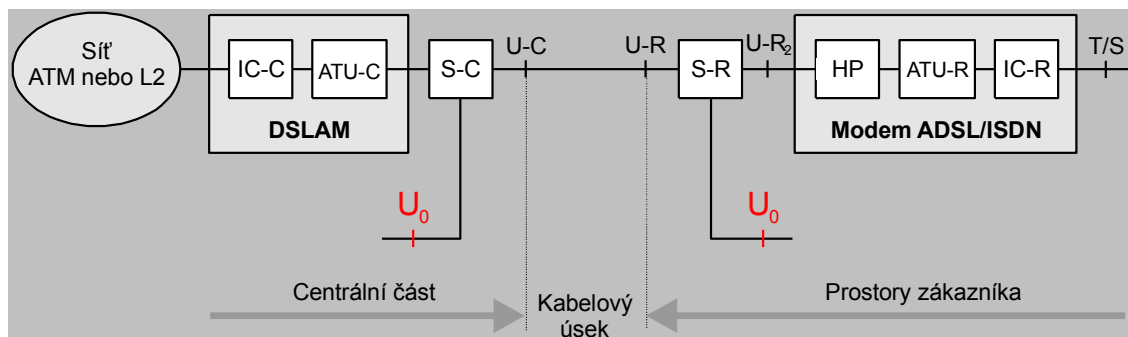 Síť
ATM nebo L2
IC-C
ATU-C
DSLAM
S-C
U-C
U-R
S-R
U-R2
HP
ATU-R
IC-R
Modem ADSL/ISDN
T/S
U0
U0
Centrální část
Kabelový
úsek
Prostory zákazníka